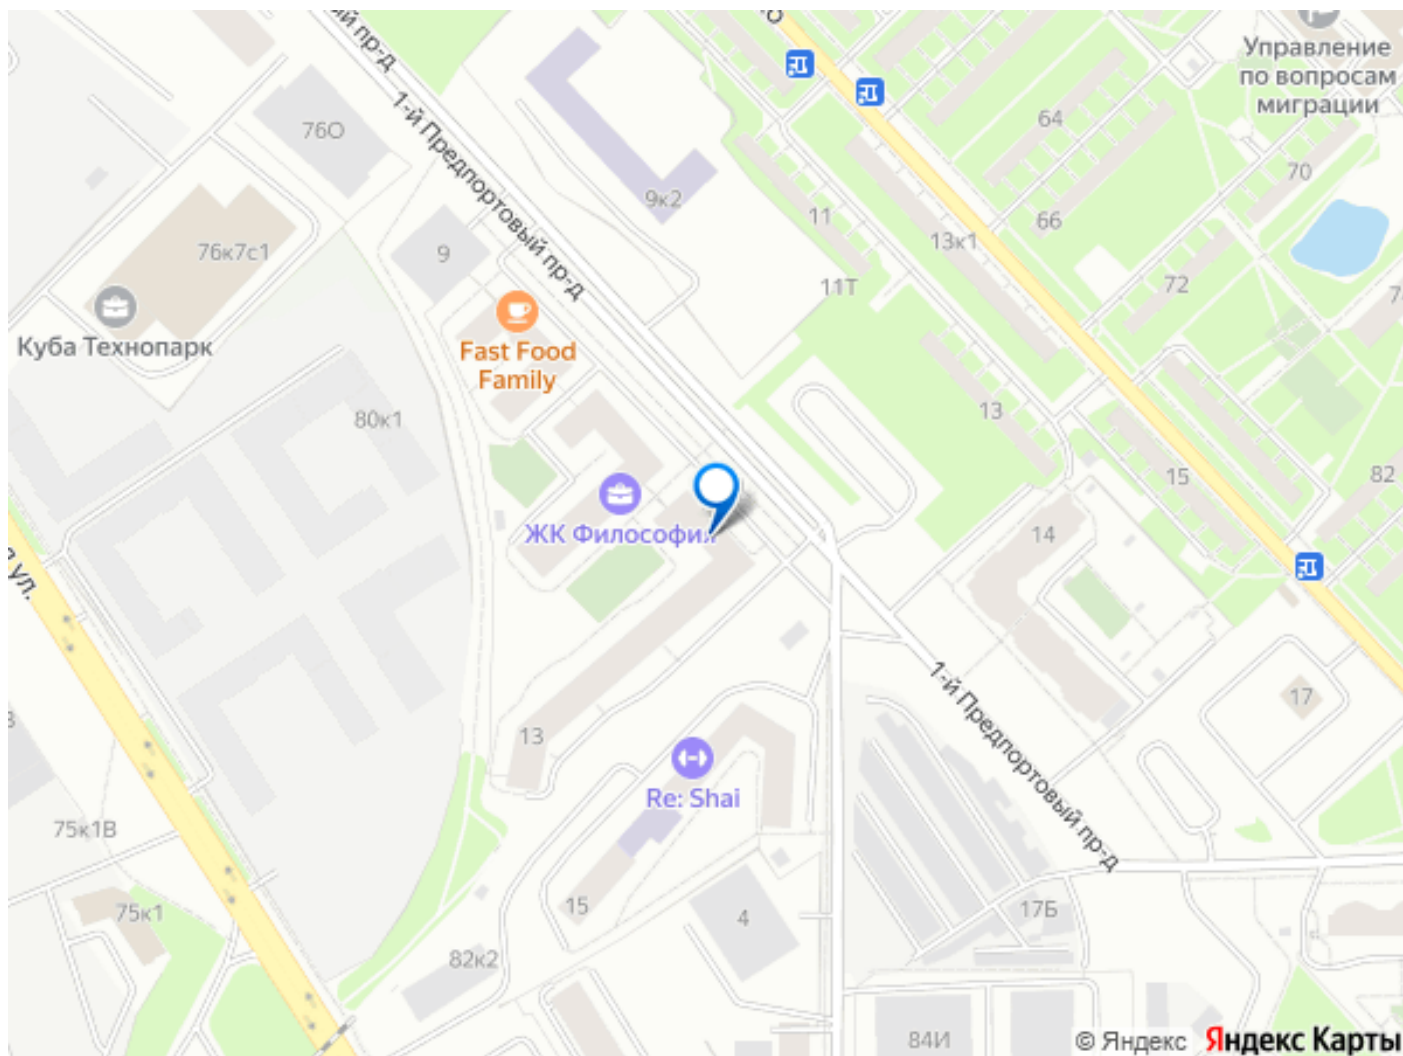 й пр-д
1-й Предпортовый пр-д
Управление
по вопросам
миграции
76О
64
70
9к2
66
11
13к1
9
76к7с1
72
11Т
Куба Технопарк
Fast Food
Family
80к1
13
15
82
ЖК Философия
14
ул.
1-й Предпортовый пр-д
17
13
Re: Shai
75к1В
75к1
15
4
17Б
82к2
84И
© Яндекс
Яндекс Карты